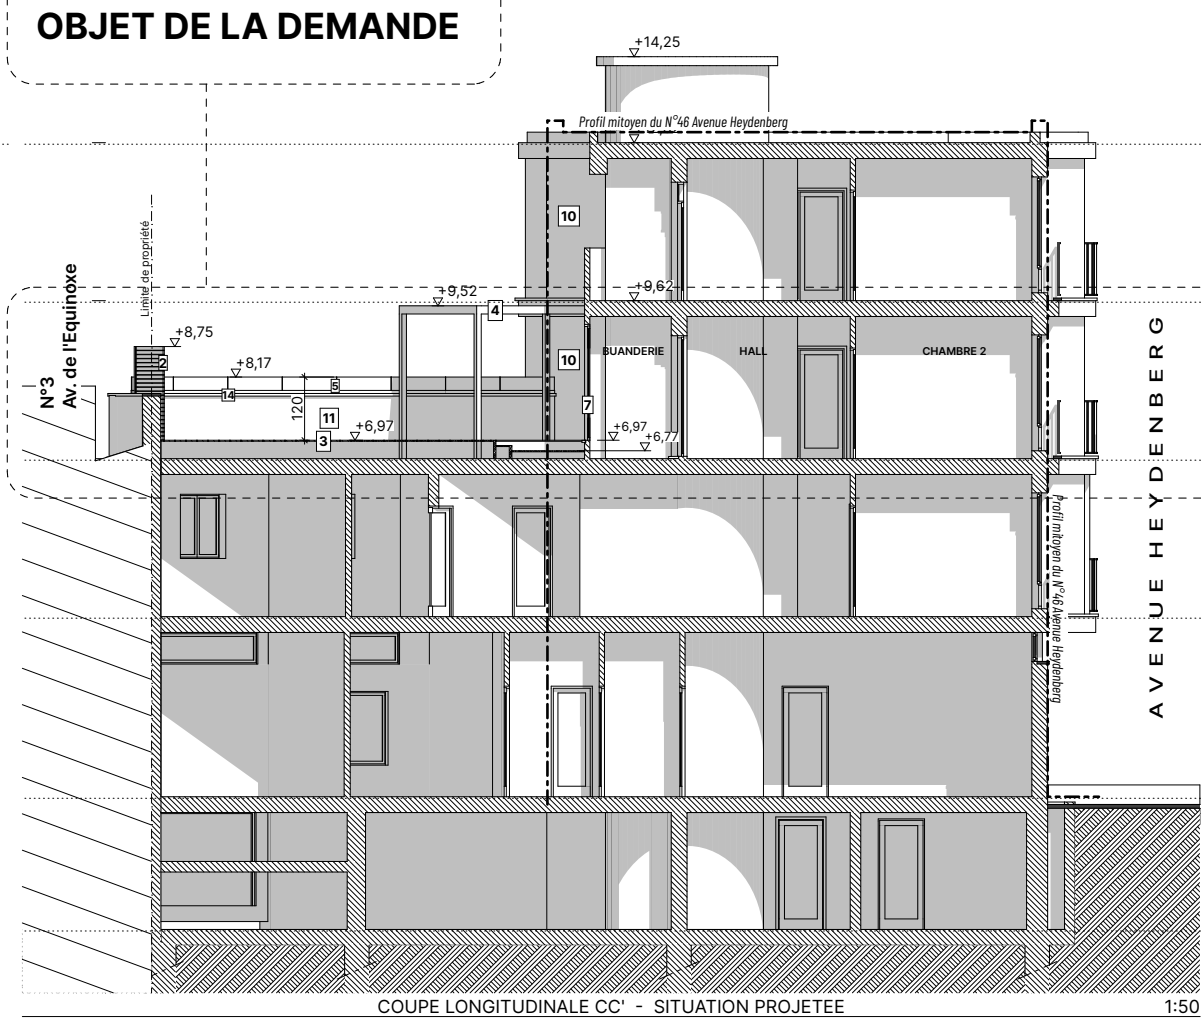 OBJET DE LA DEMANDE
+14,25
Profil mitoyen du N°46 Avenue Heydenberg
10
Limite de propriété
N°3
Av. de l'Equinoxe
+9,52
4
+9,62
+8,75
2
+8,17
5
14
10
BUANDERIE
HALL
CHAMBRE 2
120
11
3
+6,97
7
+6,97
+6,77
AVENUE HEYDENBERG
Profil mitoyen du N°46 Avenue Heydenberg
COUPE LONGITUDINALE CC' - SITUATION PROJETEE
1:50